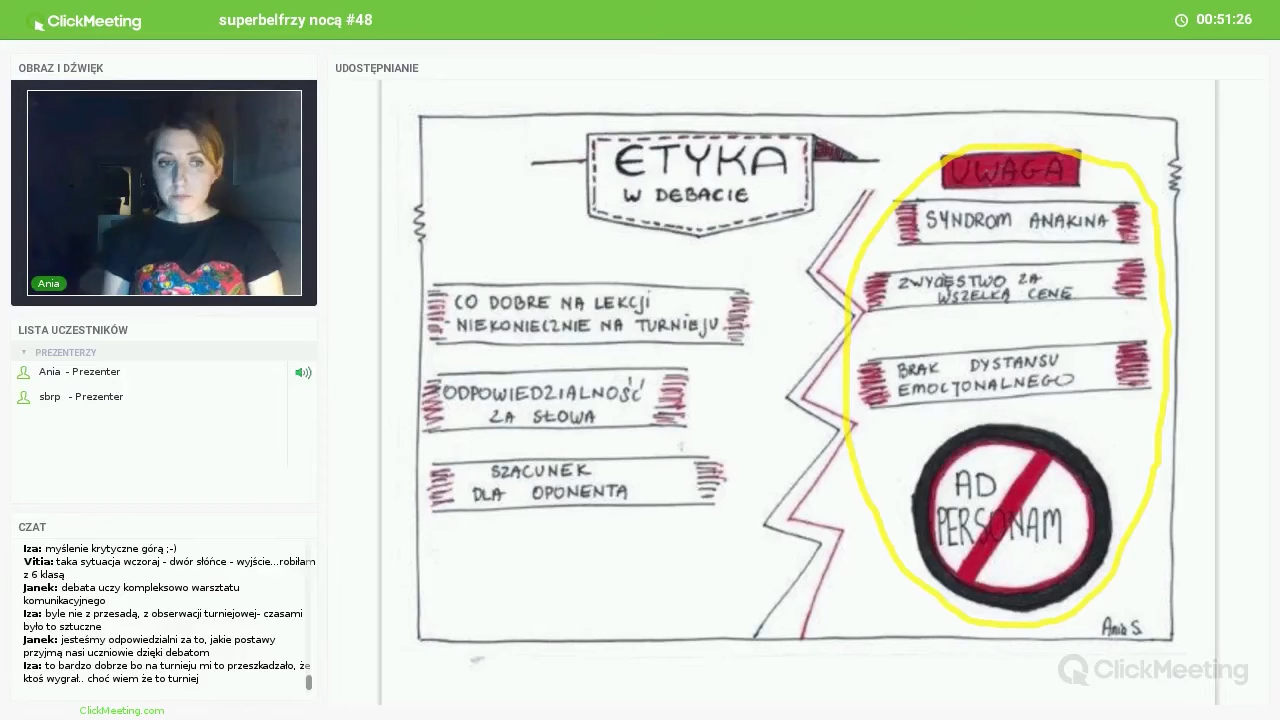 ClickMeeting
superbelfrzy nocą #48
00:51:26
OBRAZ I DŹWIĘK
Ania
LISTA UCZESTNIKÓW
PREZENTERZY
Ania - Prezenter
sbrp - Prezenter
CZAT
Iza: myślenie krytyczne górą ;-)
Vitia: taka sytuacja wczoraj - dwór słońce - wyjście...robiłam
z 6 klasą
Janek: debata uczy kompleksowo warsztatu
komunikacyjnego
Iza: byle nie z przesadą, z obserwacji turniejowej- czasami
było to sztuczne
Janek: jesteśmy odpowiedzialni za to, jakie postawy
przyjmą nasi uczniowie dzięki debatom
Iza: to bardzo dobrze bo na turnieju mi to przeszkadzało, że
ktoś wygrał.. choć wiem że to turniej
ClickMeeting.com
UDOSTĘPNIANIE
ETYKA
W DEBACIE
CO DOBRE NA LEKCJI
- NIEKONIECZNIE NA TURNIEJU
ODPOWIEDZIALNOŚĆ
ZA SŁOWA
SZACUNEK
DLA OPONENTA
UWAGA
SYNDROM ANAKINA
ZWYCIĘSTWO ZA
WSZELKĄ CENĘ
BRAK DYSTANSU
EMOCJONALNEGO
AD
PERSONAM
Ania S.
ClickMeeting